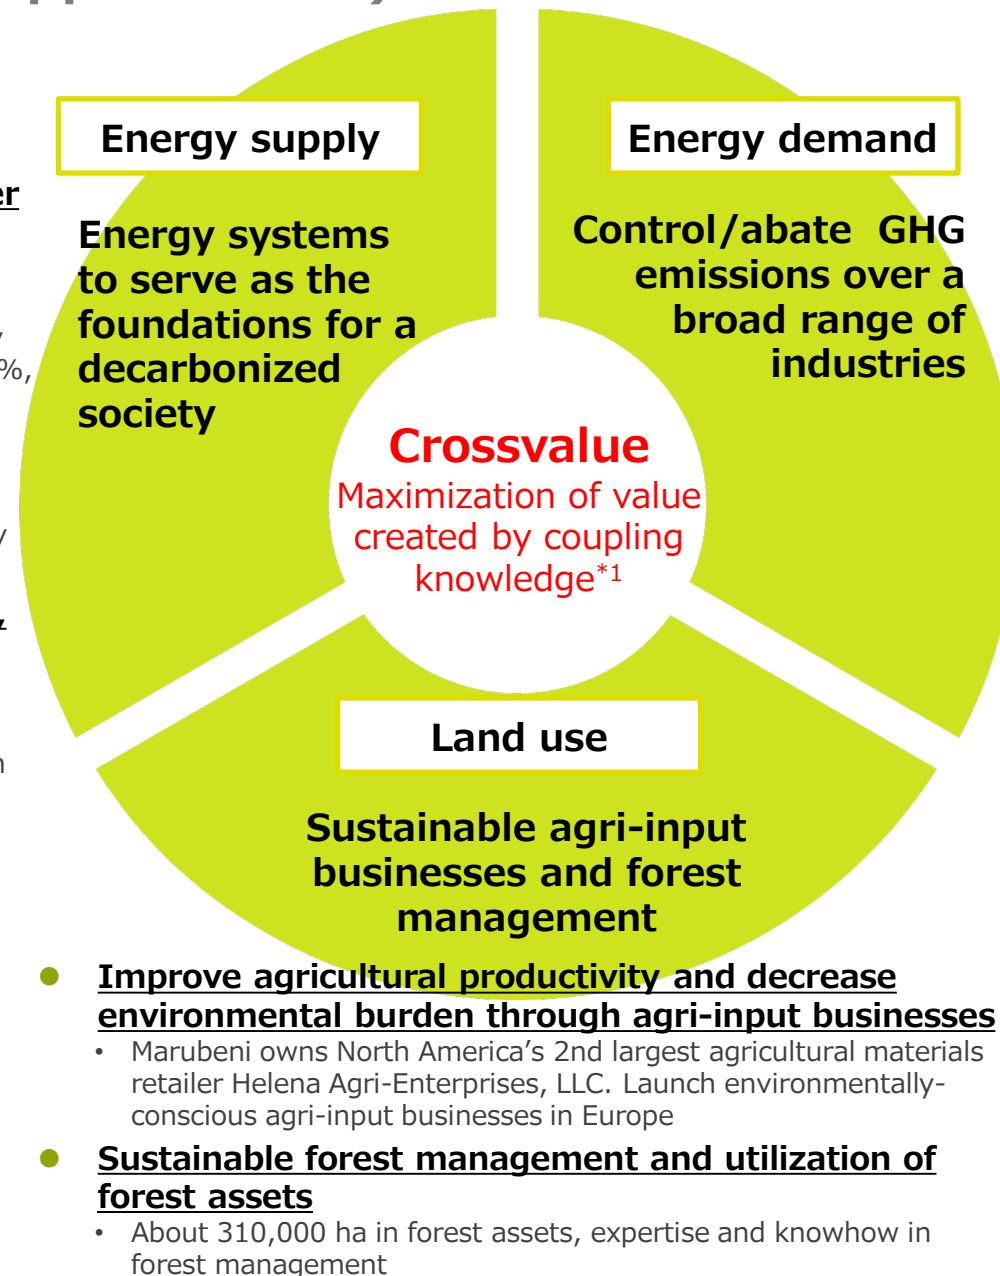 Energy supply
Energy demand
er
Energy systems
to serve as the
foundations for a
decarbonized
society
Control/abate  GHG
emissions over a
broad range of
industries
%,
y
&
n
Crossvalue
Maximization of value
created by coupling
knowledge*1
Land use
Sustainable agri-input
businesses and forest
management
● Improve agricultural productivity and decrease
environmental burden through agri-input businesses
• Marubeni owns North America’s 2nd largest agricultural materials
retailer Helena Agri-Enterprises, LLC. Launch environmentally-
conscious agri-input businesses in Europe
● Sustainable forest management and utilization of
forest assets
• About 310,000 ha in forest assets, expertise and knowhow in
forest management